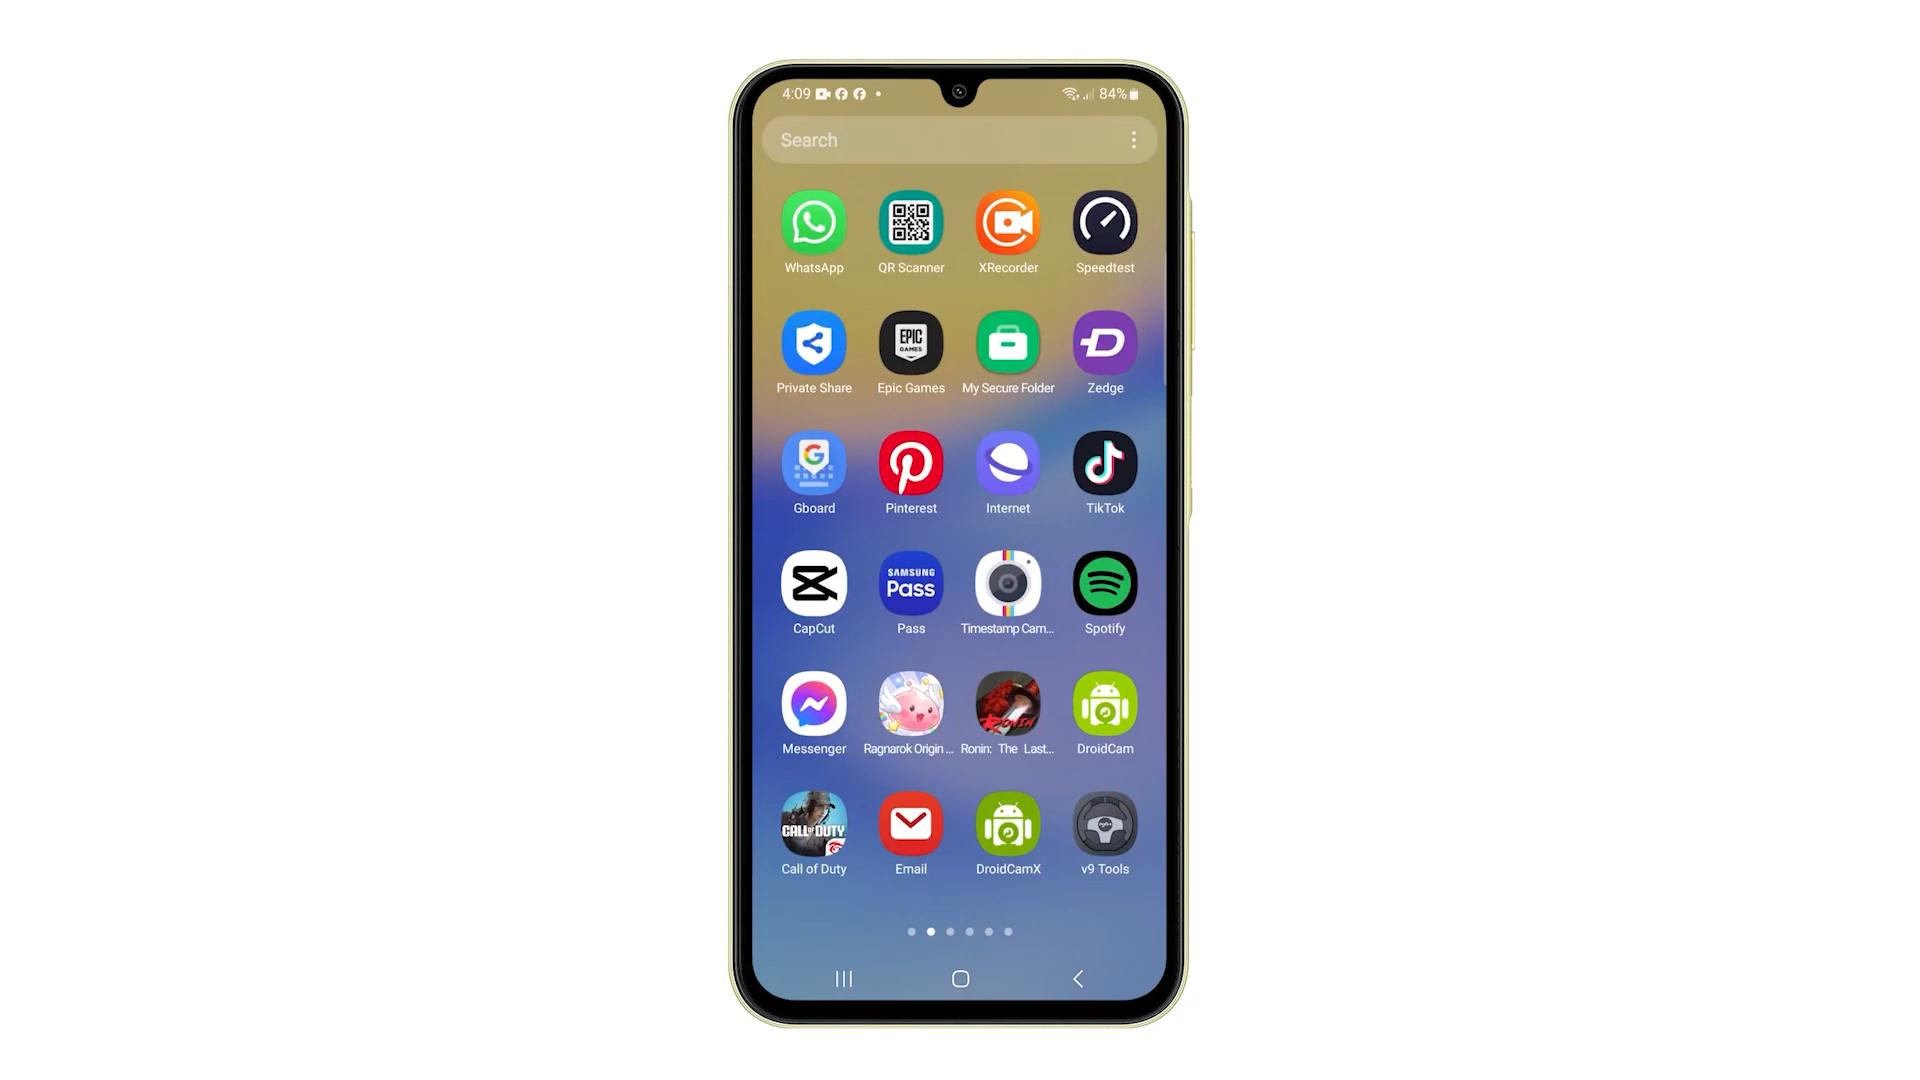 4:09 84%
Search
WhatsApp QR Scanner XRecorder Speedtest
EPIC
GAMES
Private Share Epic Games My Secure Folder Zedge
Gboard Pinterest Internet TikTok
SAMSUNG
Pass
CapCut Pass Timestamp Cam... Spotify
RONIN
Messenger Ragnarok Origin ... Ronin: The Last... DroidCam
CALL OF DUTY
Call of Duty Email DroidCamX v9 Tools